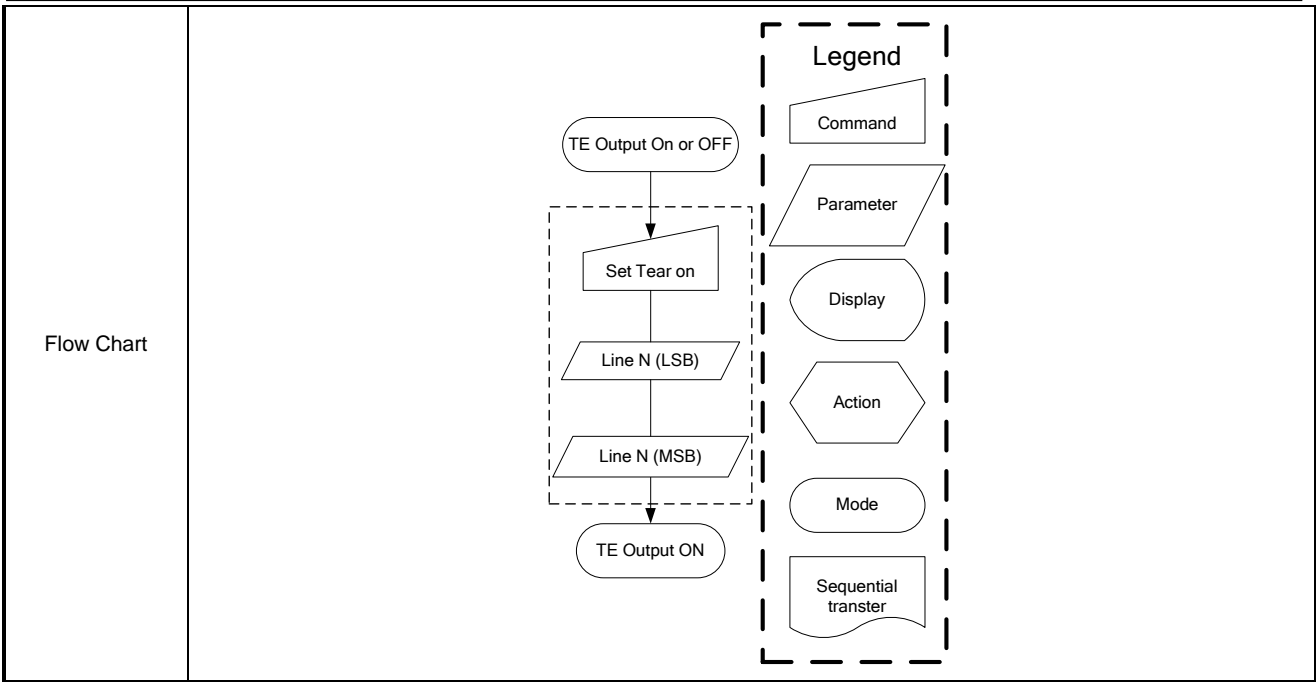 Flow Chart
TE Output On or OFF
Set Tear on
Line N (LSB)
Line N (MSB)
TE Output ON
Legend
Command
Parameter
Display
Action
Mode
Sequential
transter